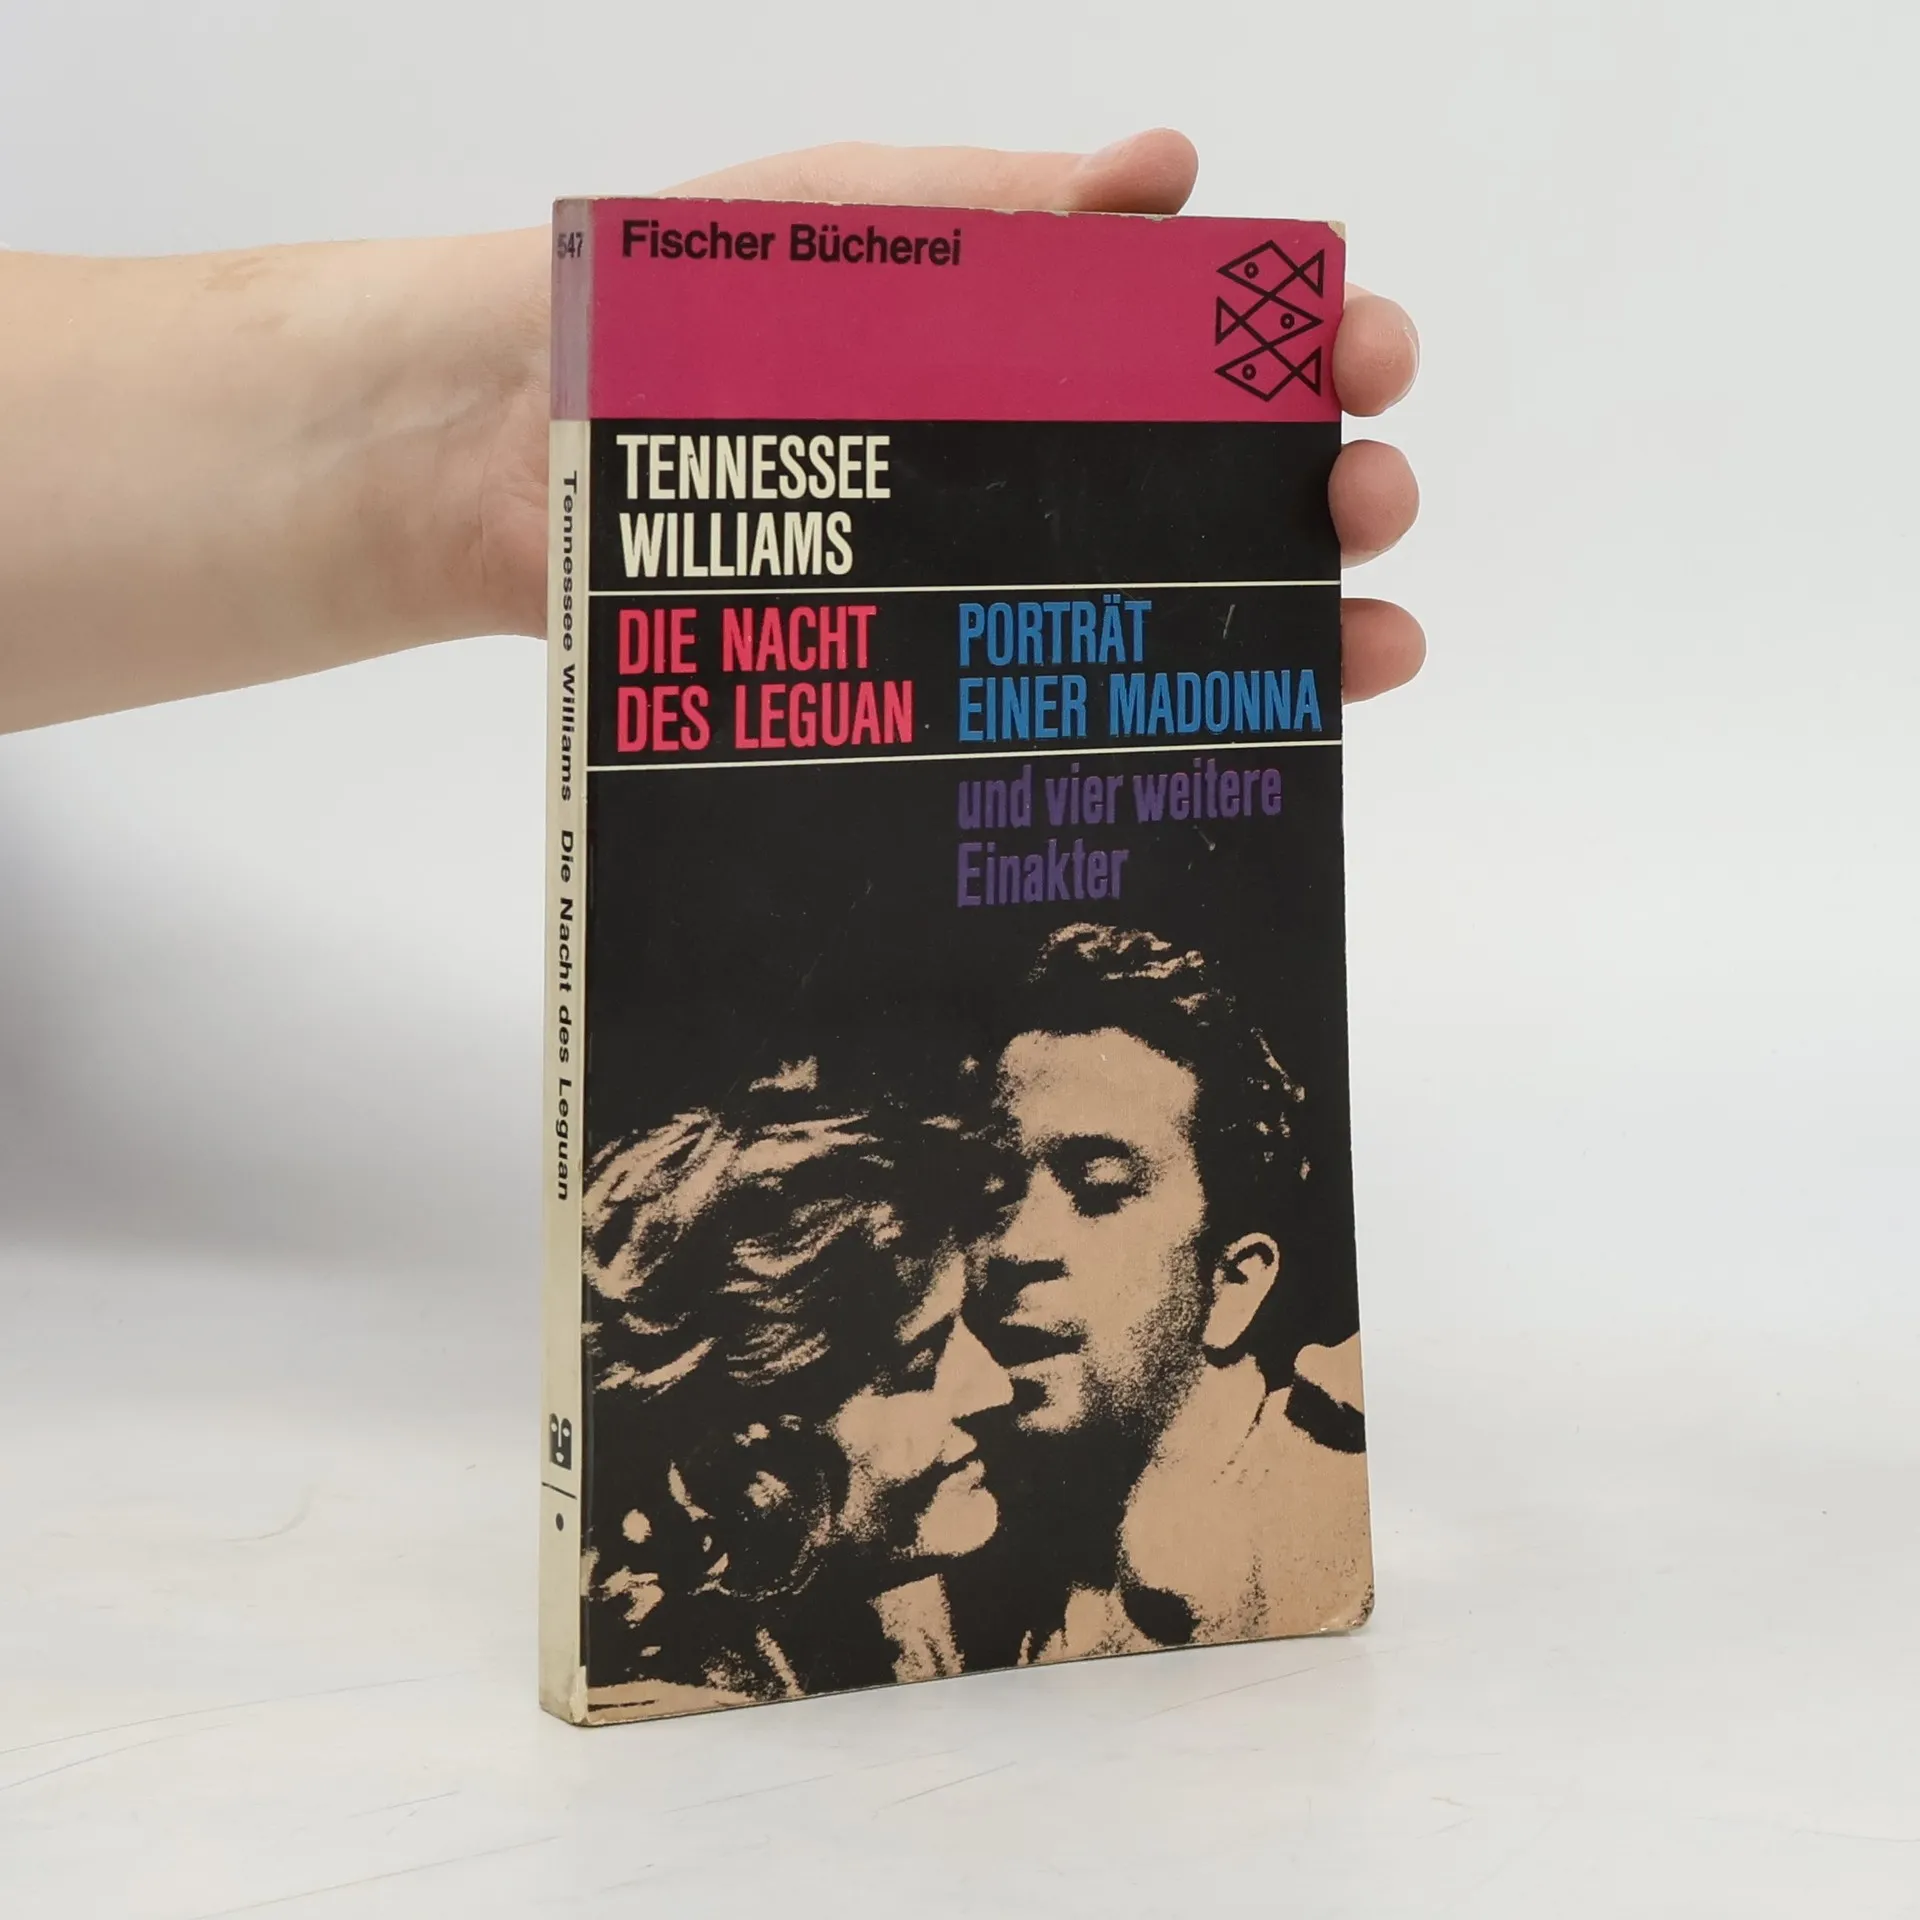 547
Fischer Bücherei
TENNESSEE
WILLIAMS
DIE NACHT
DES LEGUAN
PORTRÄT
EINER MADONNA
und vier weitere
Einakter
Tennessee Williams Die Nacht des Leguan